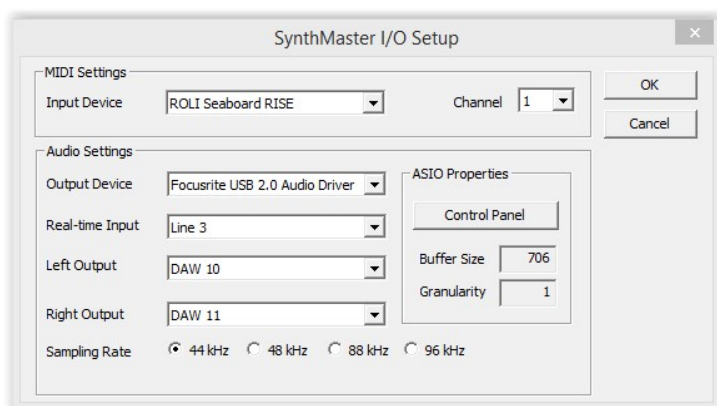 SynthMaster I/O Setup
MIDI Settings
Input Device ROLI Seaboard RISE Channel 1
OK
Cancel
Audio Settings
Output Device Focusrite USB 2.0 Audio Driver
Real-time Input Line 3
Left Output DAW 10
Right Output DAW 11
Sampling Rate 44 kHz 48 kHz 88 kHz 96 kHz
ASIO Properties
Control Panel
Buffer Size 706
Granularity 1